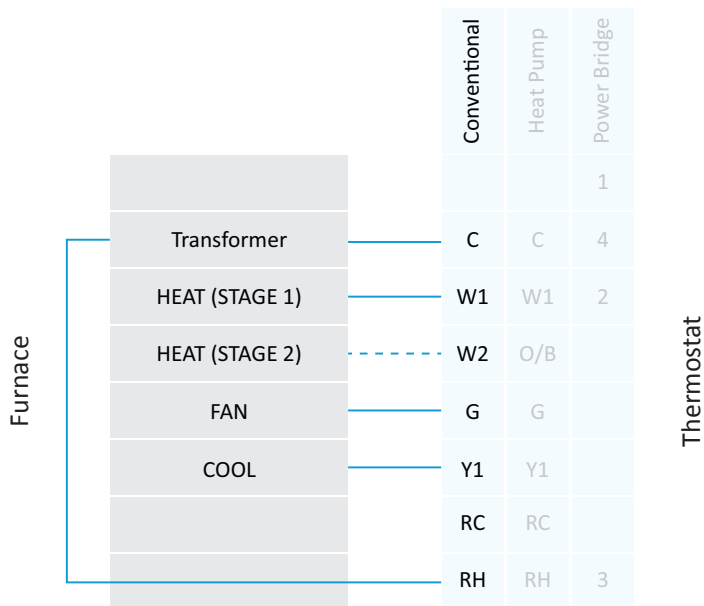 Conventional
Heat Pump
Power Bridge
1
Transformer C C 4
HEAT (STAGE 1) W1 W1 2
HEAT (STAGE 2) W2 O/B
FAN G G
COOL Y1 Y1
RC RC
RH RH 3
Furnace
Thermostat